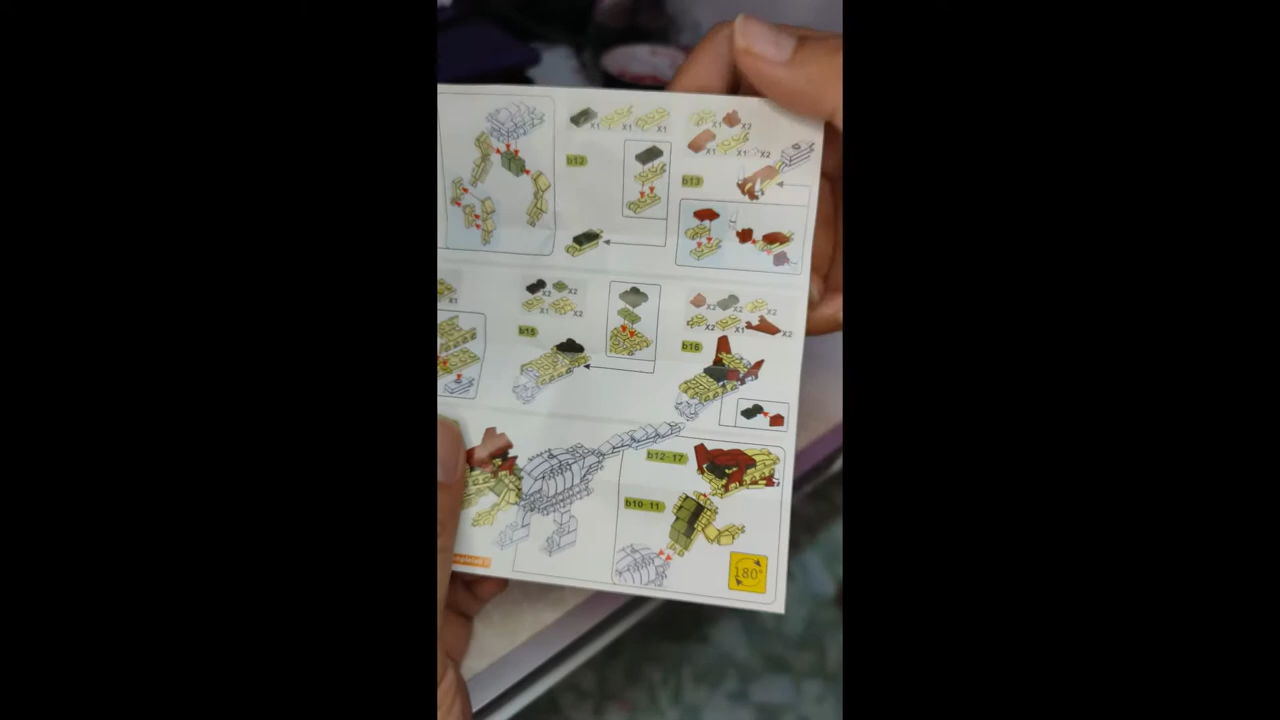 X1 X1 X1
b12
X1 X2
X1 X1 X2
b13
X1
X2 X2
X1 X2
b15
X2 X2 X2
X2 X1 X2
b16
b12-17
b10-11
180°